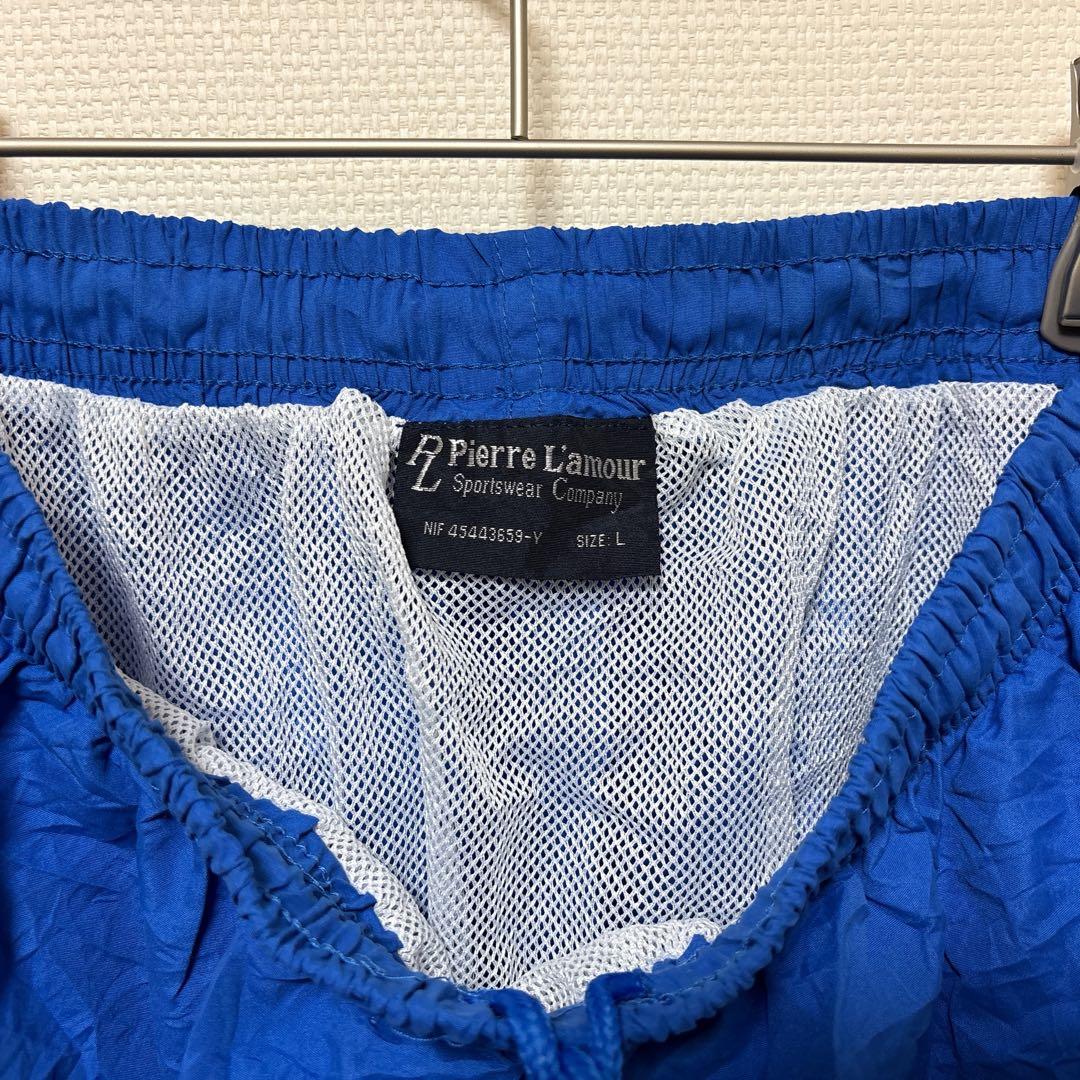 PL Pierre L'amour
Sportswear Company
NIF 45443659-Y SIZE: L